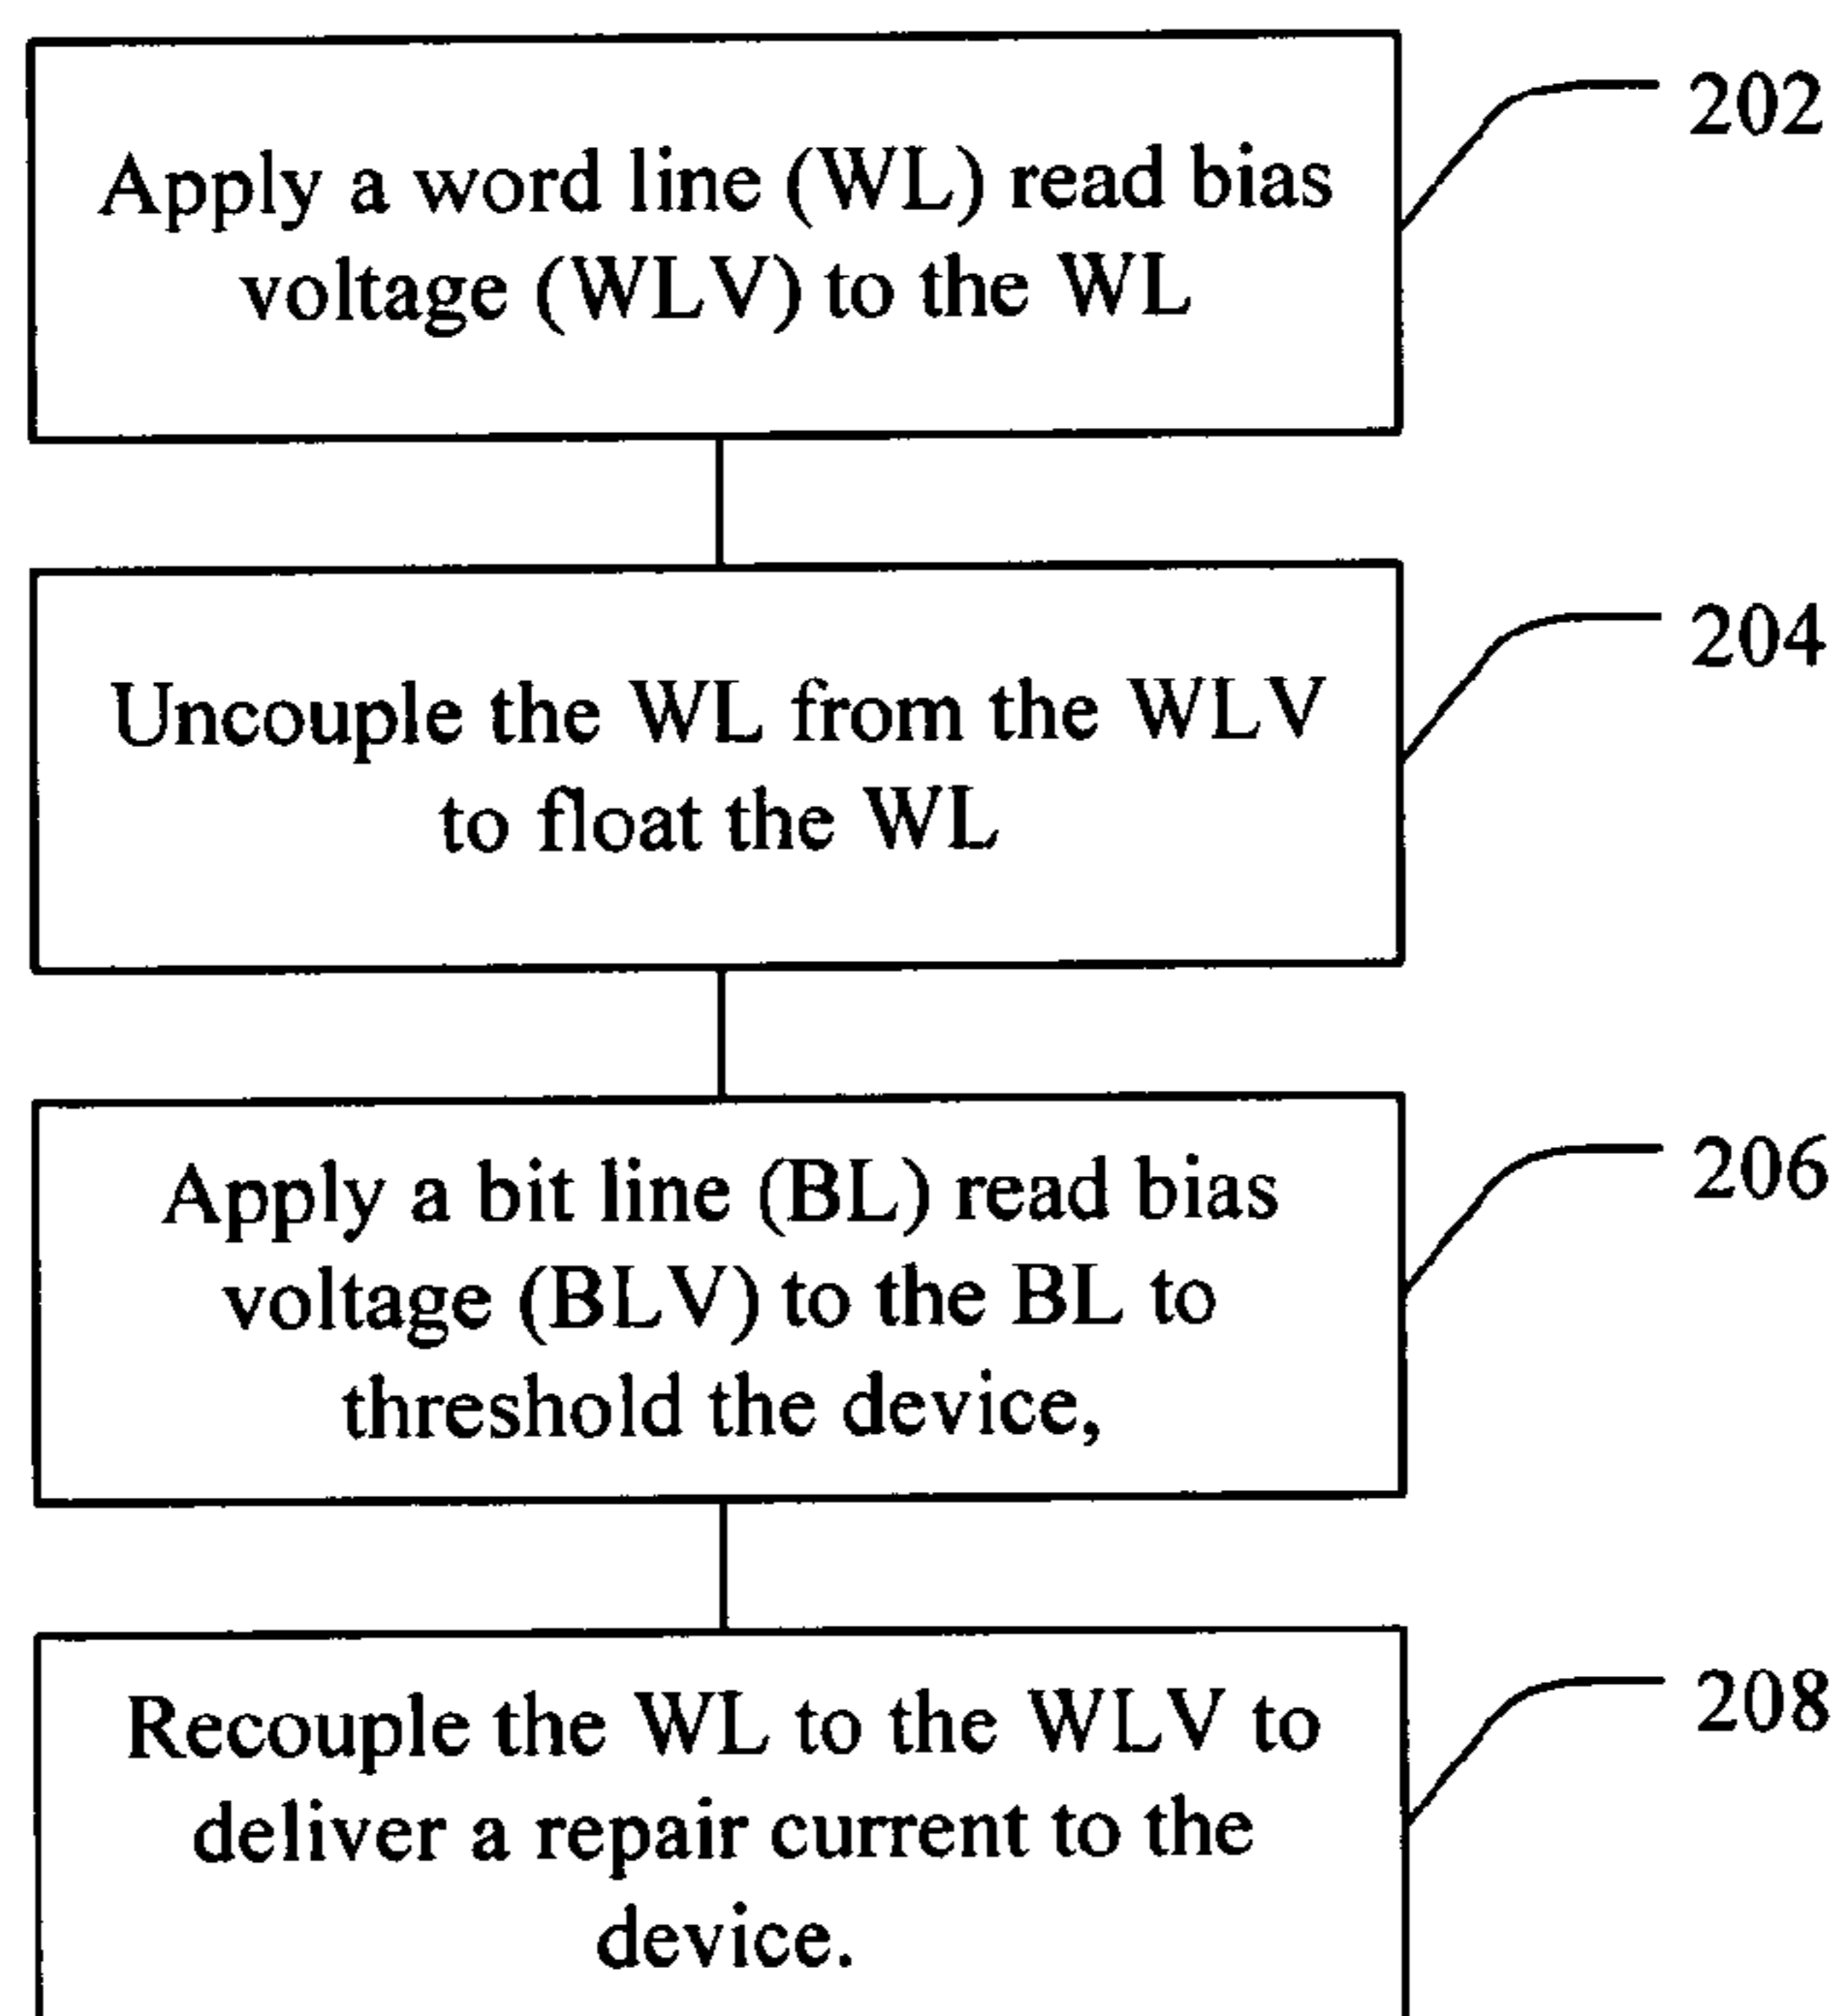 Apply a word line (WL) read bias
voltage (WLV) to the WL
202
Uncouple the WL from the WLV
to float the WL
204
Apply a bit line (BL) read bias
voltage (BLV) to the BL to
threshold the device,
206
Recouple the WL to the WLV to
deliver a repair current to the
device.
208